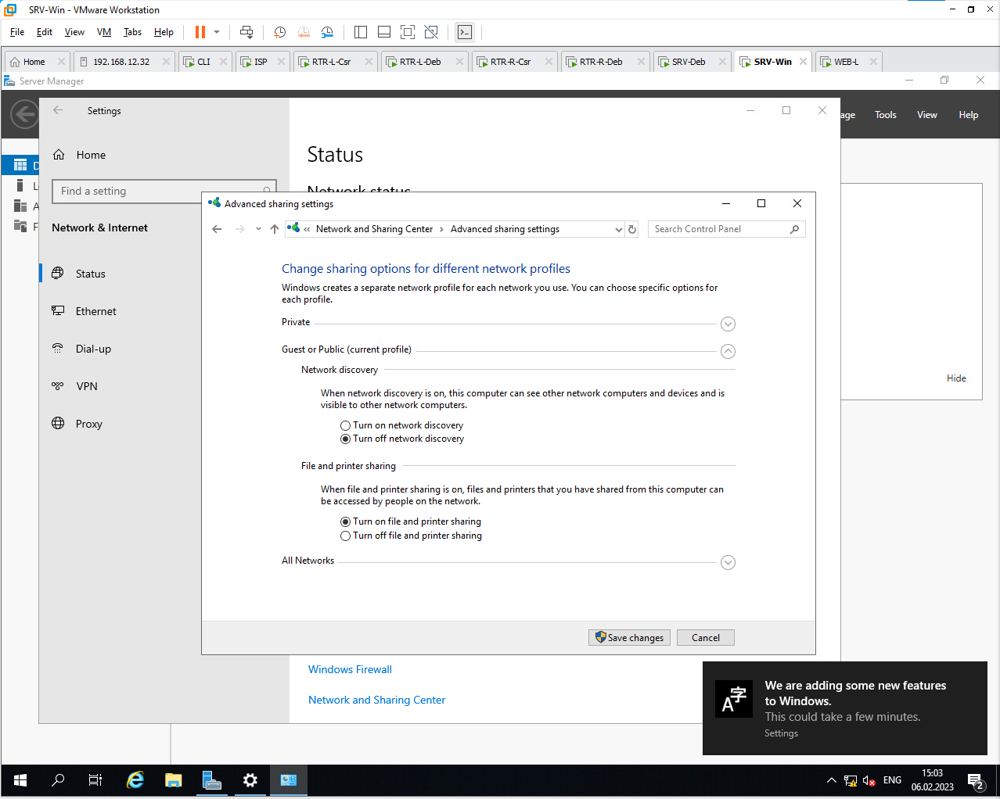 SRV-Win - VMware Workstation
File Edit View VM Tabs Help
Home 192.168.12.32 CLI ISP RTR-L-Csr RTR-L-Deb RTR-R-Csr RTR-R-Deb SRV-Deb SRV-Win WEB-L
Server Manager
Tools View Help
Settings
Home
Find a setting
Network & Internet
Status
Ethernet
Dial-up
VPN
Proxy
Status
Network status
Advanced sharing settings
« Network and Sharing Center › Advanced sharing settings
Search Control Panel
Change sharing options for different network profiles
Windows creates a separate network profile for each network you use. You can choose specific options for
each profile.
Private
Guest or Public (current profile)
Network discovery
When network discovery is on, this computer can see other network computers and devices and is
visible to other network computers.
Turn on network discovery
Turn off network discovery
File and printer sharing
When file and printer sharing is on, files and printers that you have shared from this computer can
be accessed by people on the network.
Turn on file and printer sharing
Turn off file and printer sharing
All Networks
Save changes Cancel
Hide
Windows Firewall
Network and Sharing Center
We are adding some new features
to Windows.
This could take a few minutes.
Settings
ENG
15:03
06.02.2023
2